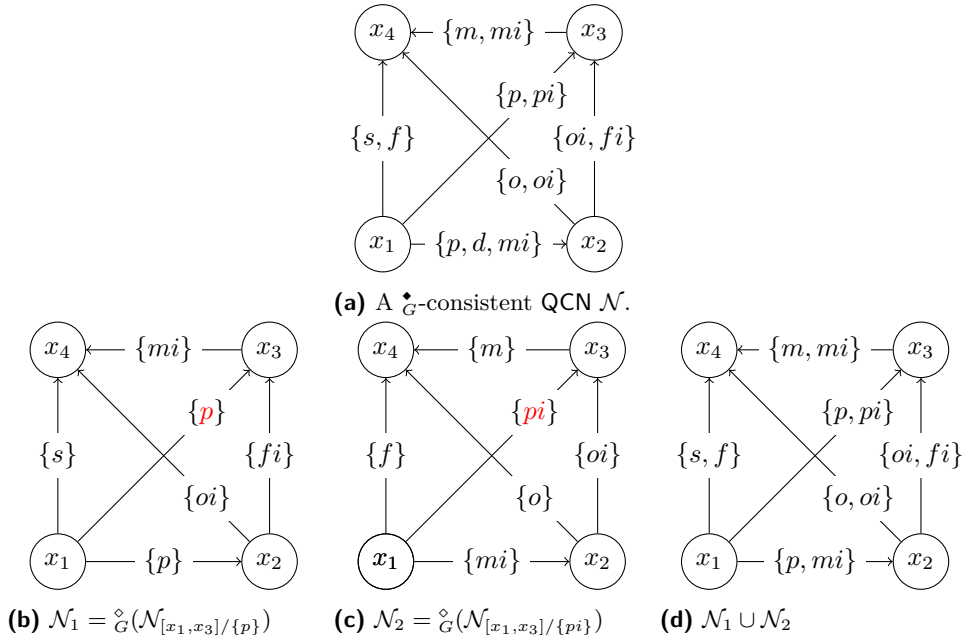 x4 {m, mi} x3
{p, pi}
{s, f} {oi, fi}
{o, oi}
x1 {p, d, mi} x2
(a) A ◆G-consistent QCN 𝒩.
x4 {mi} x3 x4 {m} x3 x4 {m, mi} x3
{p} {pi} {p, pi}
{s} {fi} {f} {oi} {s, f} {oi, fi}
{oi} {o} {o, oi}
x1 {p} x2 x1 {mi} x2 x1 {p, mi} x2
(b) 𝒩1 = ◇G(𝒩[x1,x3]/{p}) (c) 𝒩2 = ◇G(𝒩[x1,x3]/{pi}) (d) 𝒩1 ∪ 𝒩2